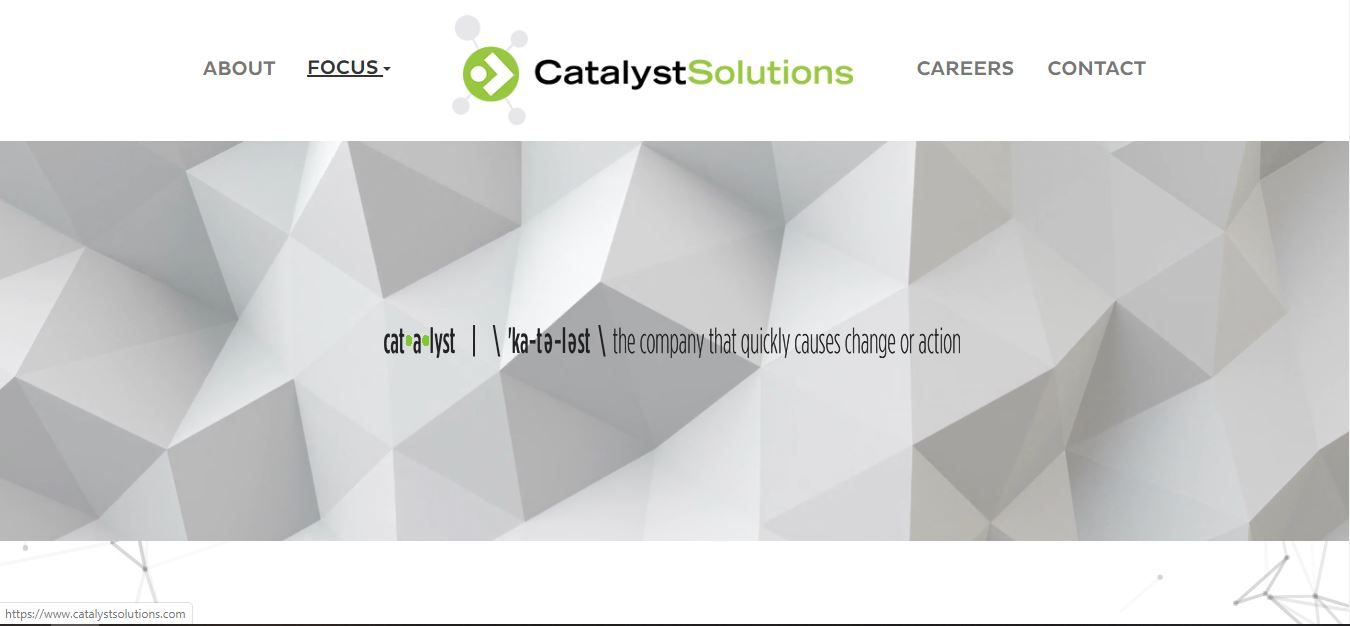 ABOUT
FOCUS
CatalystSolutions
CAREERS
CONTACT
cat•a•lyst | \ 'ka-tə-ləst \ the company that quickly causes change or action
https://www.catalystsolutions.com